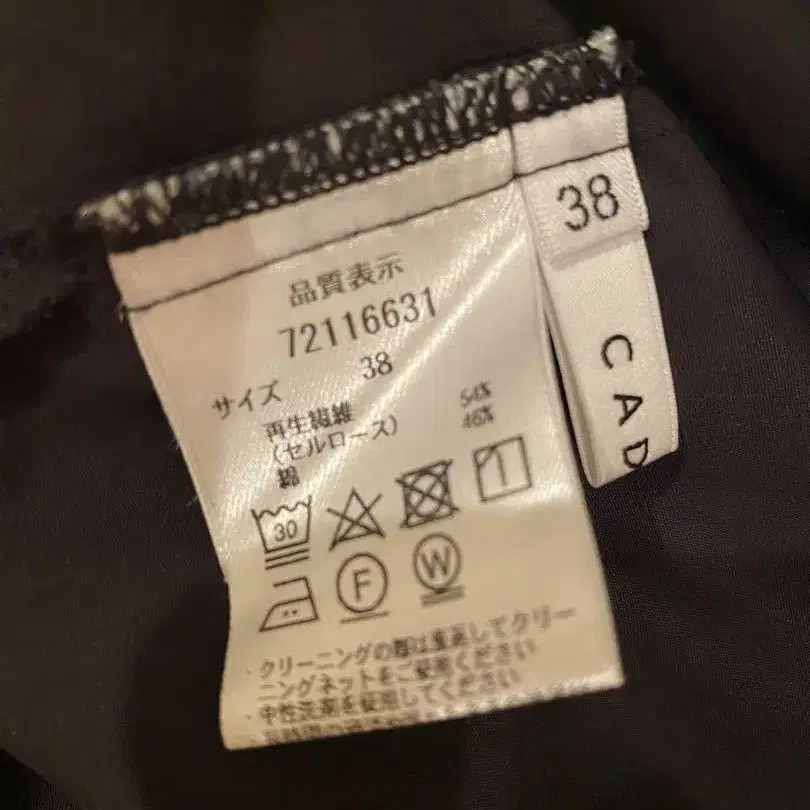 品質表示
72116631
サイズ 38
再生繊維 54%
(セルロース) 46%
綿
30
F
W
・クリーニングの際は裏返してクリー
ニングネットをご使用ください
・中性洗剤を使用してください
38
CAD